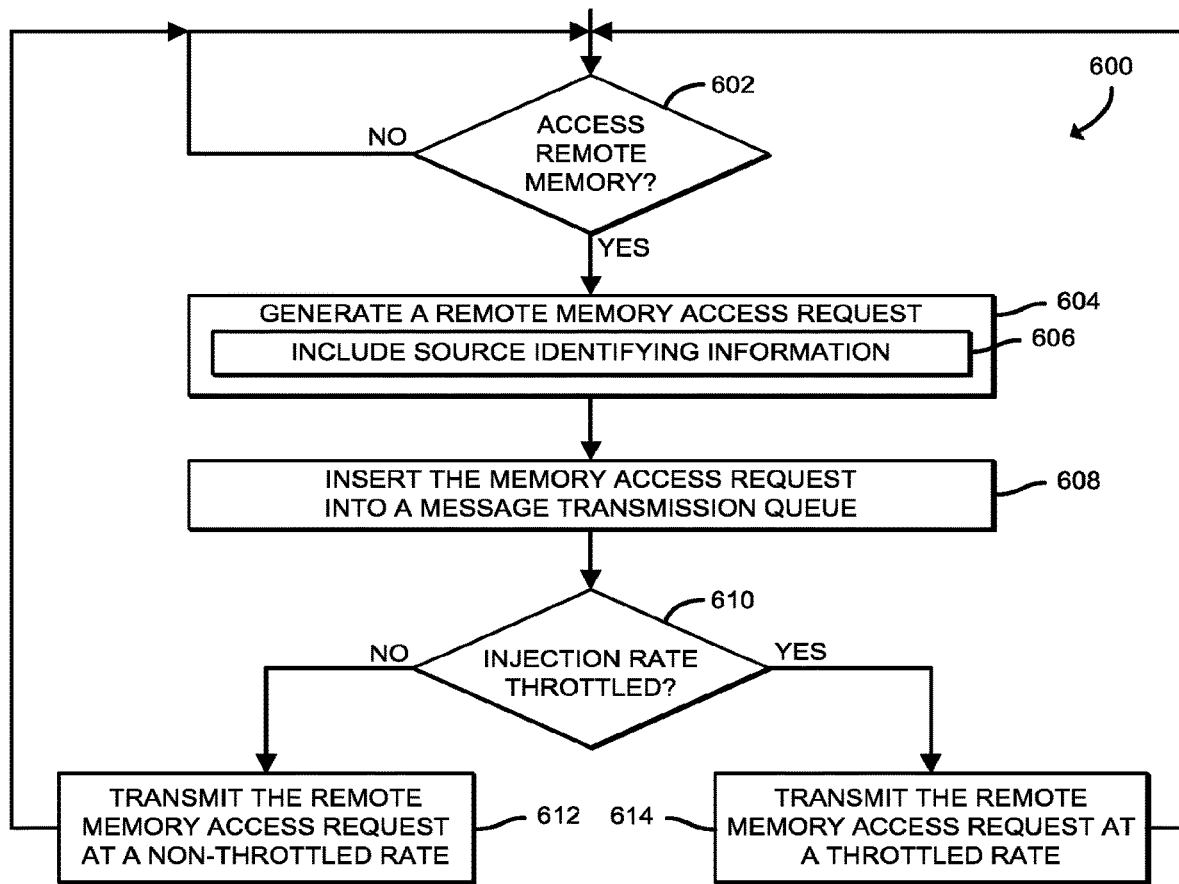 600
602
ACCESS
REMOTE
MEMORY?
NO
YES
GENERATE A REMOTE MEMORY ACCESS REQUEST
604
INCLUDE SOURCE IDENTIFYING INFORMATION
606
INSERT THE MEMORY ACCESS REQUEST
INTO A MESSAGE TRANSMISSION QUEUE
608
610
NO
INJECTION RATE
THROTTLED?
YES
TRANSMIT THE REMOTE
MEMORY ACCESS REQUEST
AT A NON-THROTTLED RATE
612
614
TRANSMIT THE REMOTE
MEMORY ACCESS REQUEST AT
A THROTTLED RATE